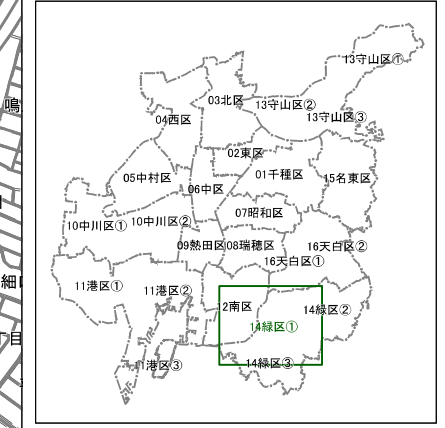 13守山区①
03北区
13守山区②
04西区
13守山区③
02東区
05中村区
01千種区
15名東区
06中区
07昭和区
10中川区①
10中川区②
09熱田区
08瑞穂区
16天白区②
16天白区①
11港区①
11港区②
2南区
14緑区②
14緑区①
11港区③
14緑区③
鳴
細
丁目